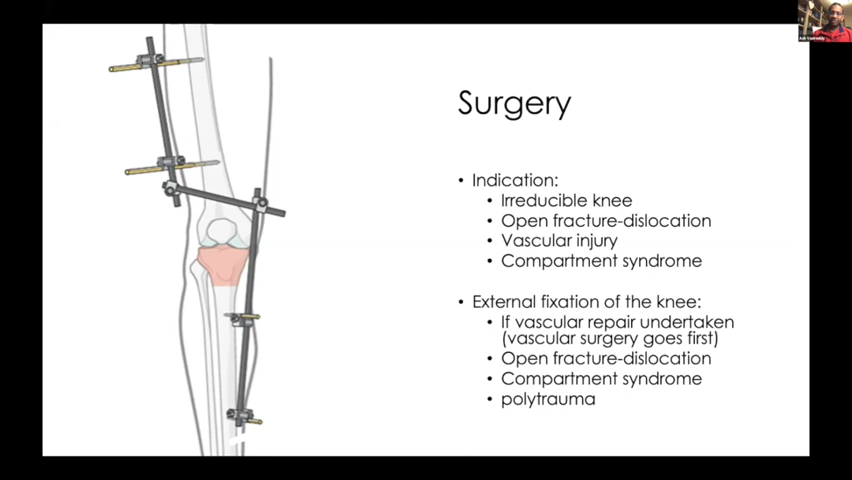 Surgery
• Indication:
• Irreducible knee
• Open fracture-dislocation
• Vascular injury
• Compartment syndrome
• External fixation of the knee:
• If vascular repair undertaken
(vascular surgery goes first)
• Open fracture-dislocation
• Compartment syndrome
• polytrauma